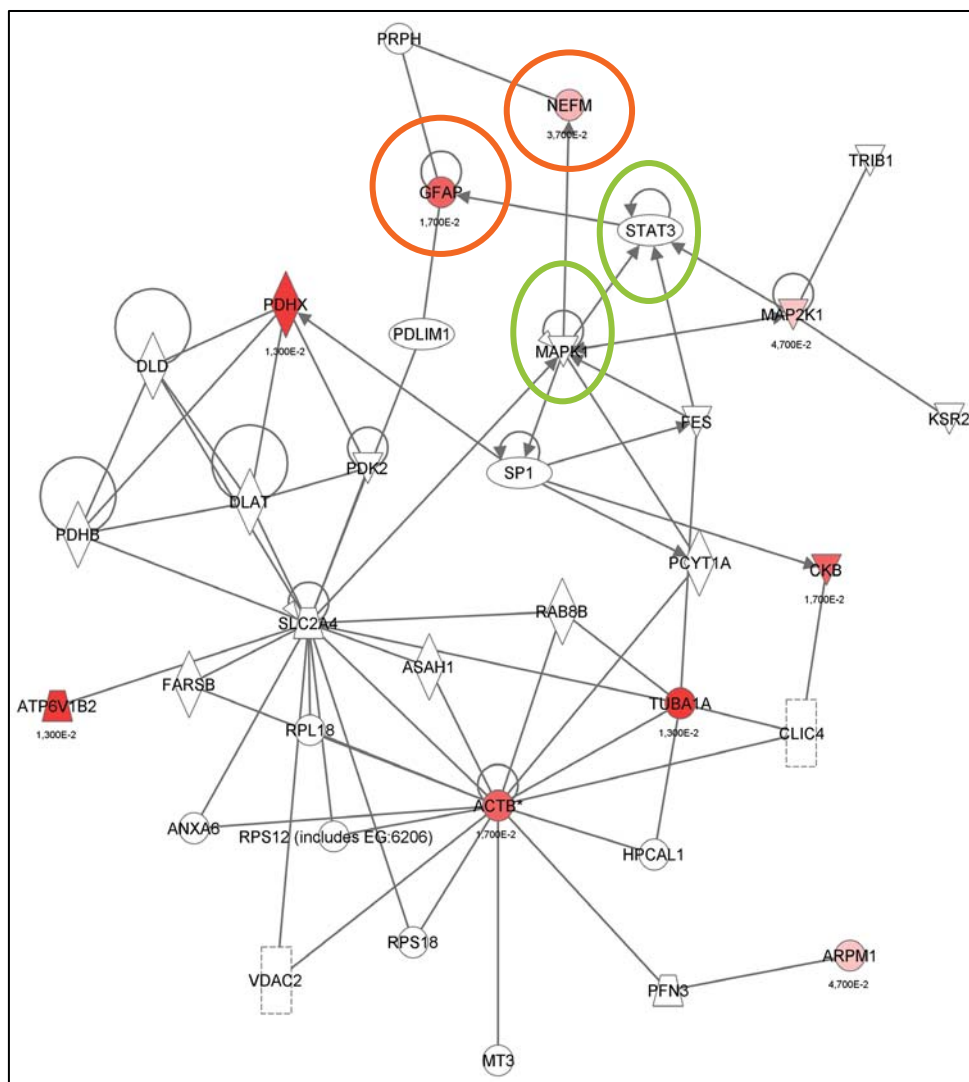 PRPH
NEFM
3,700E-2
TRIB1
GFAP
1,700E-2
STAT3
PDHX
1,300E-2
MAP2K1
4,700E-2
PDLIM1
MAPK1
DLD
KSR2
FES
PDK2
SP1
DLAT
PDHB
PCYT1A
CKB
1,700E-2
RAB8B
SLC2A4
ASAH1
FARSB
ATP6V1B2
1,300E-2
TUBA1A
1,300E-2
RPL18
CLIC4
ACTB*
1,700E-2
ANXA6
RPS12 (includes EG:6206)
HPCAL1
RPS18
ARPM1
4,700E-2
VDAC2
PFN3
MT3